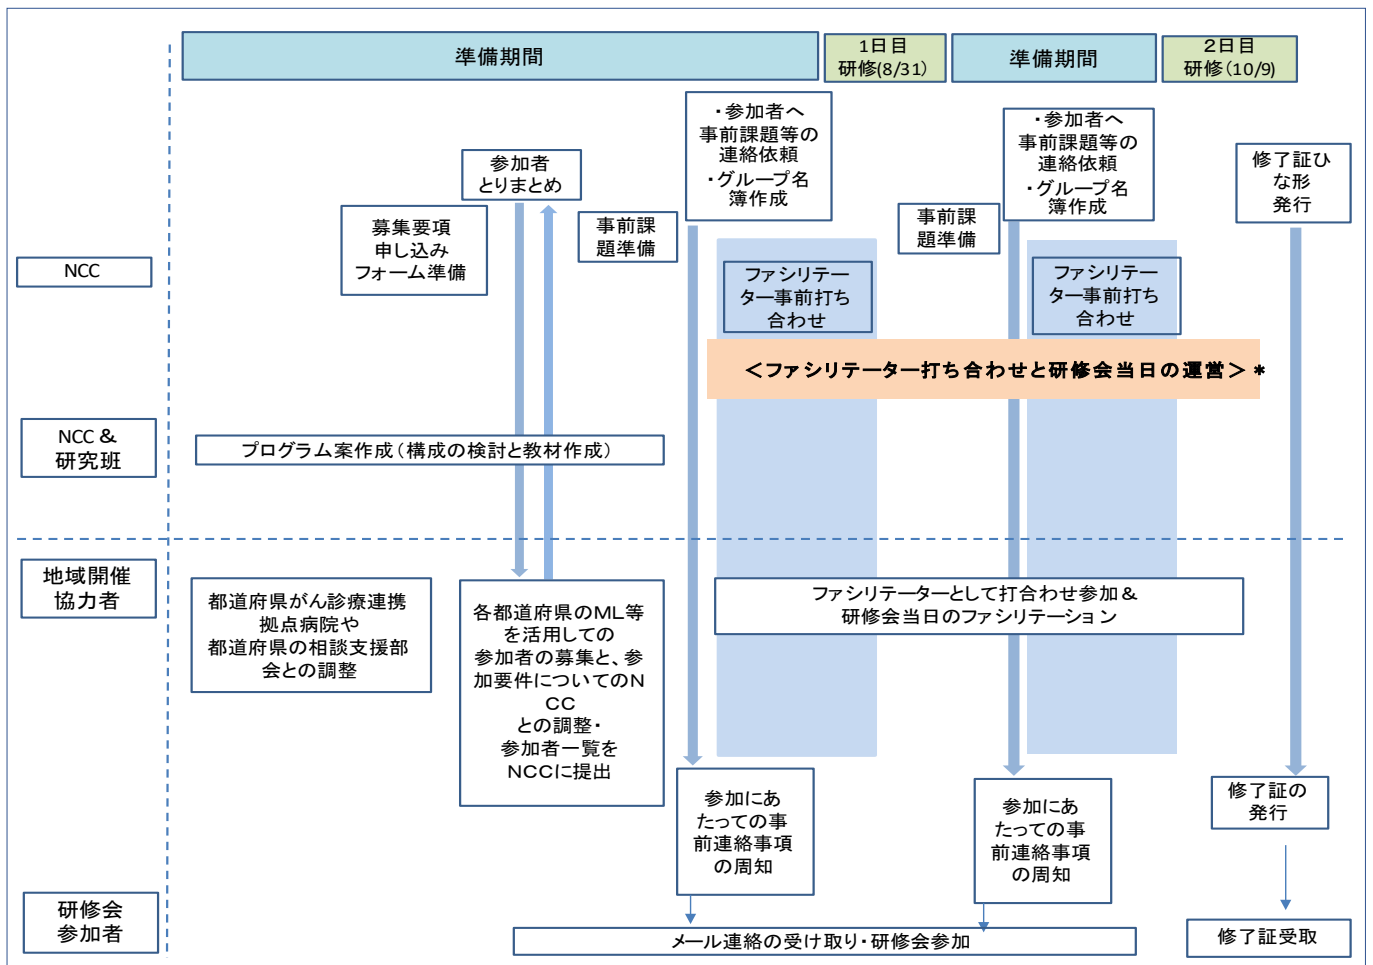 準備期間
1日目
研修(8/31)
準備期間
2日目
研修(10/9)
参加者
とりまとめ
募集要項
申し込み
フォーム準備
事前課
題準備
・参加者へ
事前課題等の
連絡依頼
・グループ名
簿作成
事前課
題準備
・参加者へ
事前課題等の
連絡依頼
・グループ名
簿作成
修了証ひ
な形
発行
NCC
ファシリテー
ター事前打ち
合わせ
ファシリテー
ター事前打ち
合わせ
＜ファシリテーター打ち合わせと研修会当日の運営＞*
NCC &
研究班
プログラム案作成(構成の検討と教材作成)
地域開催
協力者
都道府県がん診療連携
拠点病院や
都道府県の相談支援部
会との調整
各都道府県のML等
を活用しての
参加者の募集と、参
加要件についてのN
CC
との調整・
参加者一覧を
NCCに提出
ファシリテーターとして打合わせ参加＆
研修会当日のファシリテーション
参加にあ
たっての事
前連絡事項
の周知
参加にあ
たっての事
前連絡事項
の周知
修了証の
発行
研修会
参加者
メール連絡の受け取り・研修会参加
修了証受取